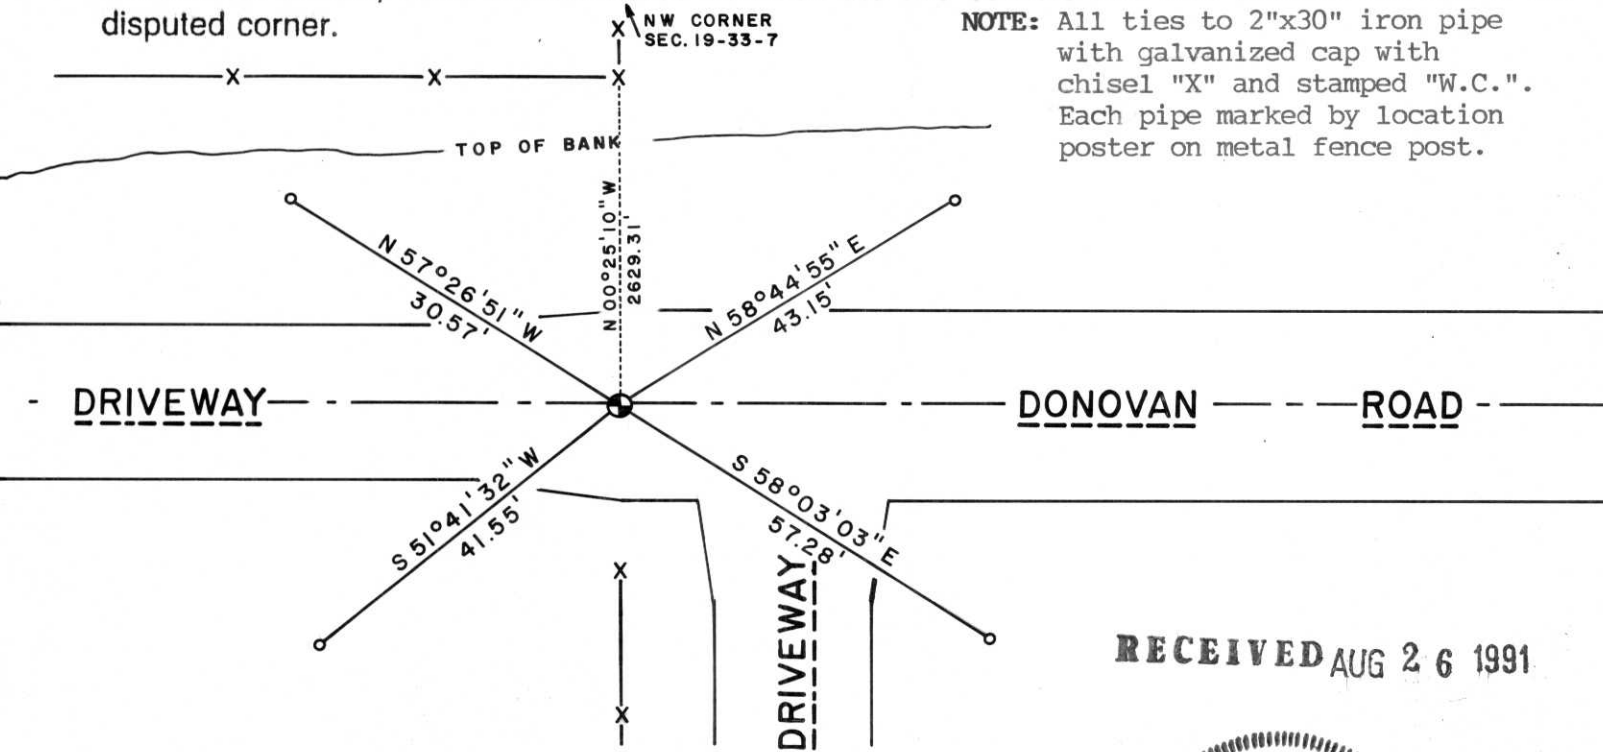 disputed corner.
NW CORNER
SEC. 19-33-7
NOTE: All ties to 2"x30" iron pipe
with galvanized cap with
chisel "X" and stamped "W.C.".
Each pipe marked by location
poster on metal fence post.
X
X X X
TOP OF BANK
N 00°25'10" W
2629.31'
N 57°26'51" W
30.57'
N 58°44'55" E
43.15'
DRIVEWAY
DONOVAN ROAD
S 51°41'32" W
41.55'
S 58°03'03" E
57.28'
X
X
DRIVEWAY
RECEIVED AUG 26 1991